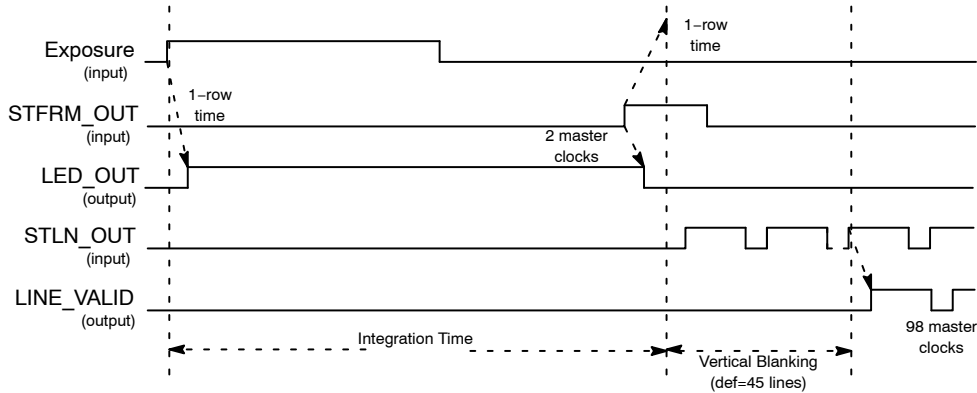 1−row
time
Exposure
(input)
1−row
time
STFRM_OUT
(input)
2 master
clocks
LED_OUT
(output)
STLN_OUT
(input)
LINE_VALID
(output)
98 master
clocks
Integration Time
Vertical Blanking
(def=45 lines)